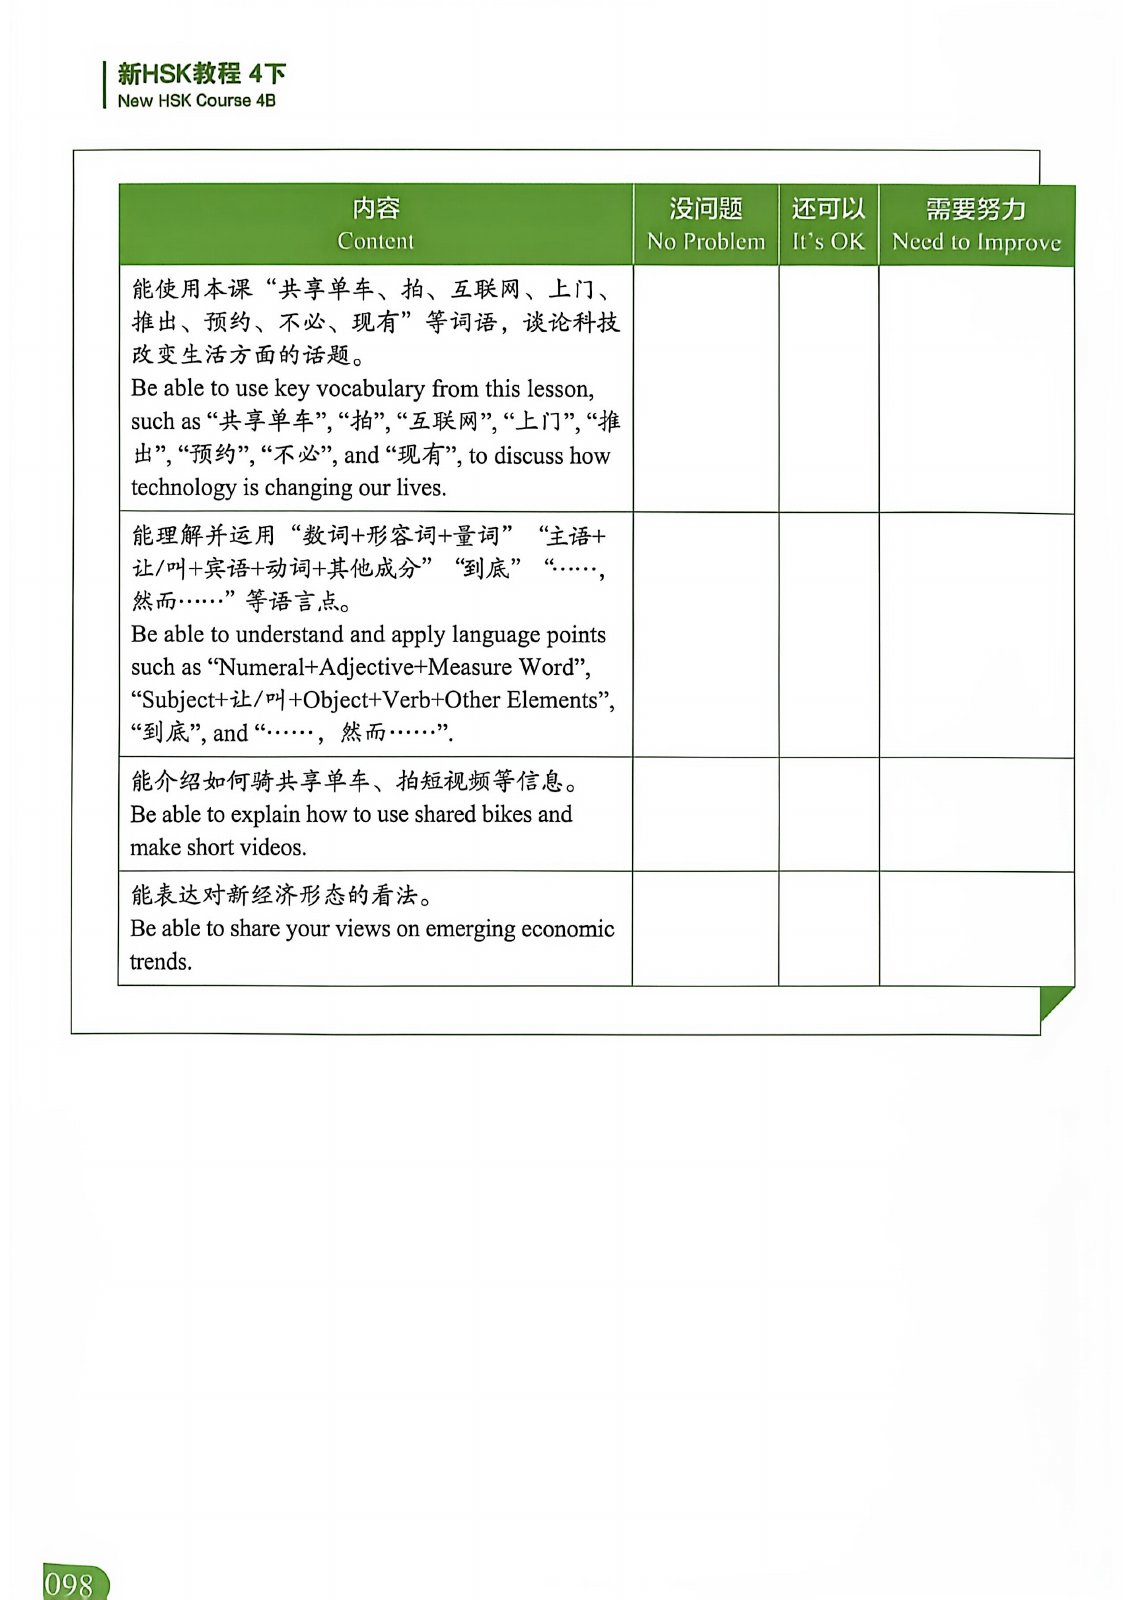 新HSK教程 4下
New HSK Course 4B
内容
Content
没问题
No Problem
还可以
It's OK
需要努力
Need to Improve
能使用本课“共享单车、拍、互联网、上门、
推出、预约、不必、现有”等词语，谈论科技
改变生活方面的话题。
Be able to use key vocabulary from this lesson,
such as “共享单车”, “拍”, “互联网”, “上门”, “推
出”, “预约”, “不必”, and “现有”, to discuss how
technology is changing our lives.
能理解并运用“数词+形容词+量词”“主语+
让/叫+宾语+动词+其他成分”“到底”“……，
然而……”等语言点。
Be able to understand and apply language points
such as “Numeral+Adjective+Measure Word”,
“Subject+让/叫+Object+Verb+Other Elements”,
“到底”, and “……，然而……”.
能介绍如何骑共享单车、拍短视频等信息。
Be able to explain how to use shared bikes and
make short videos.
能表达对新经济形态的看法。
Be able to share your views on emerging economic
trends.
098